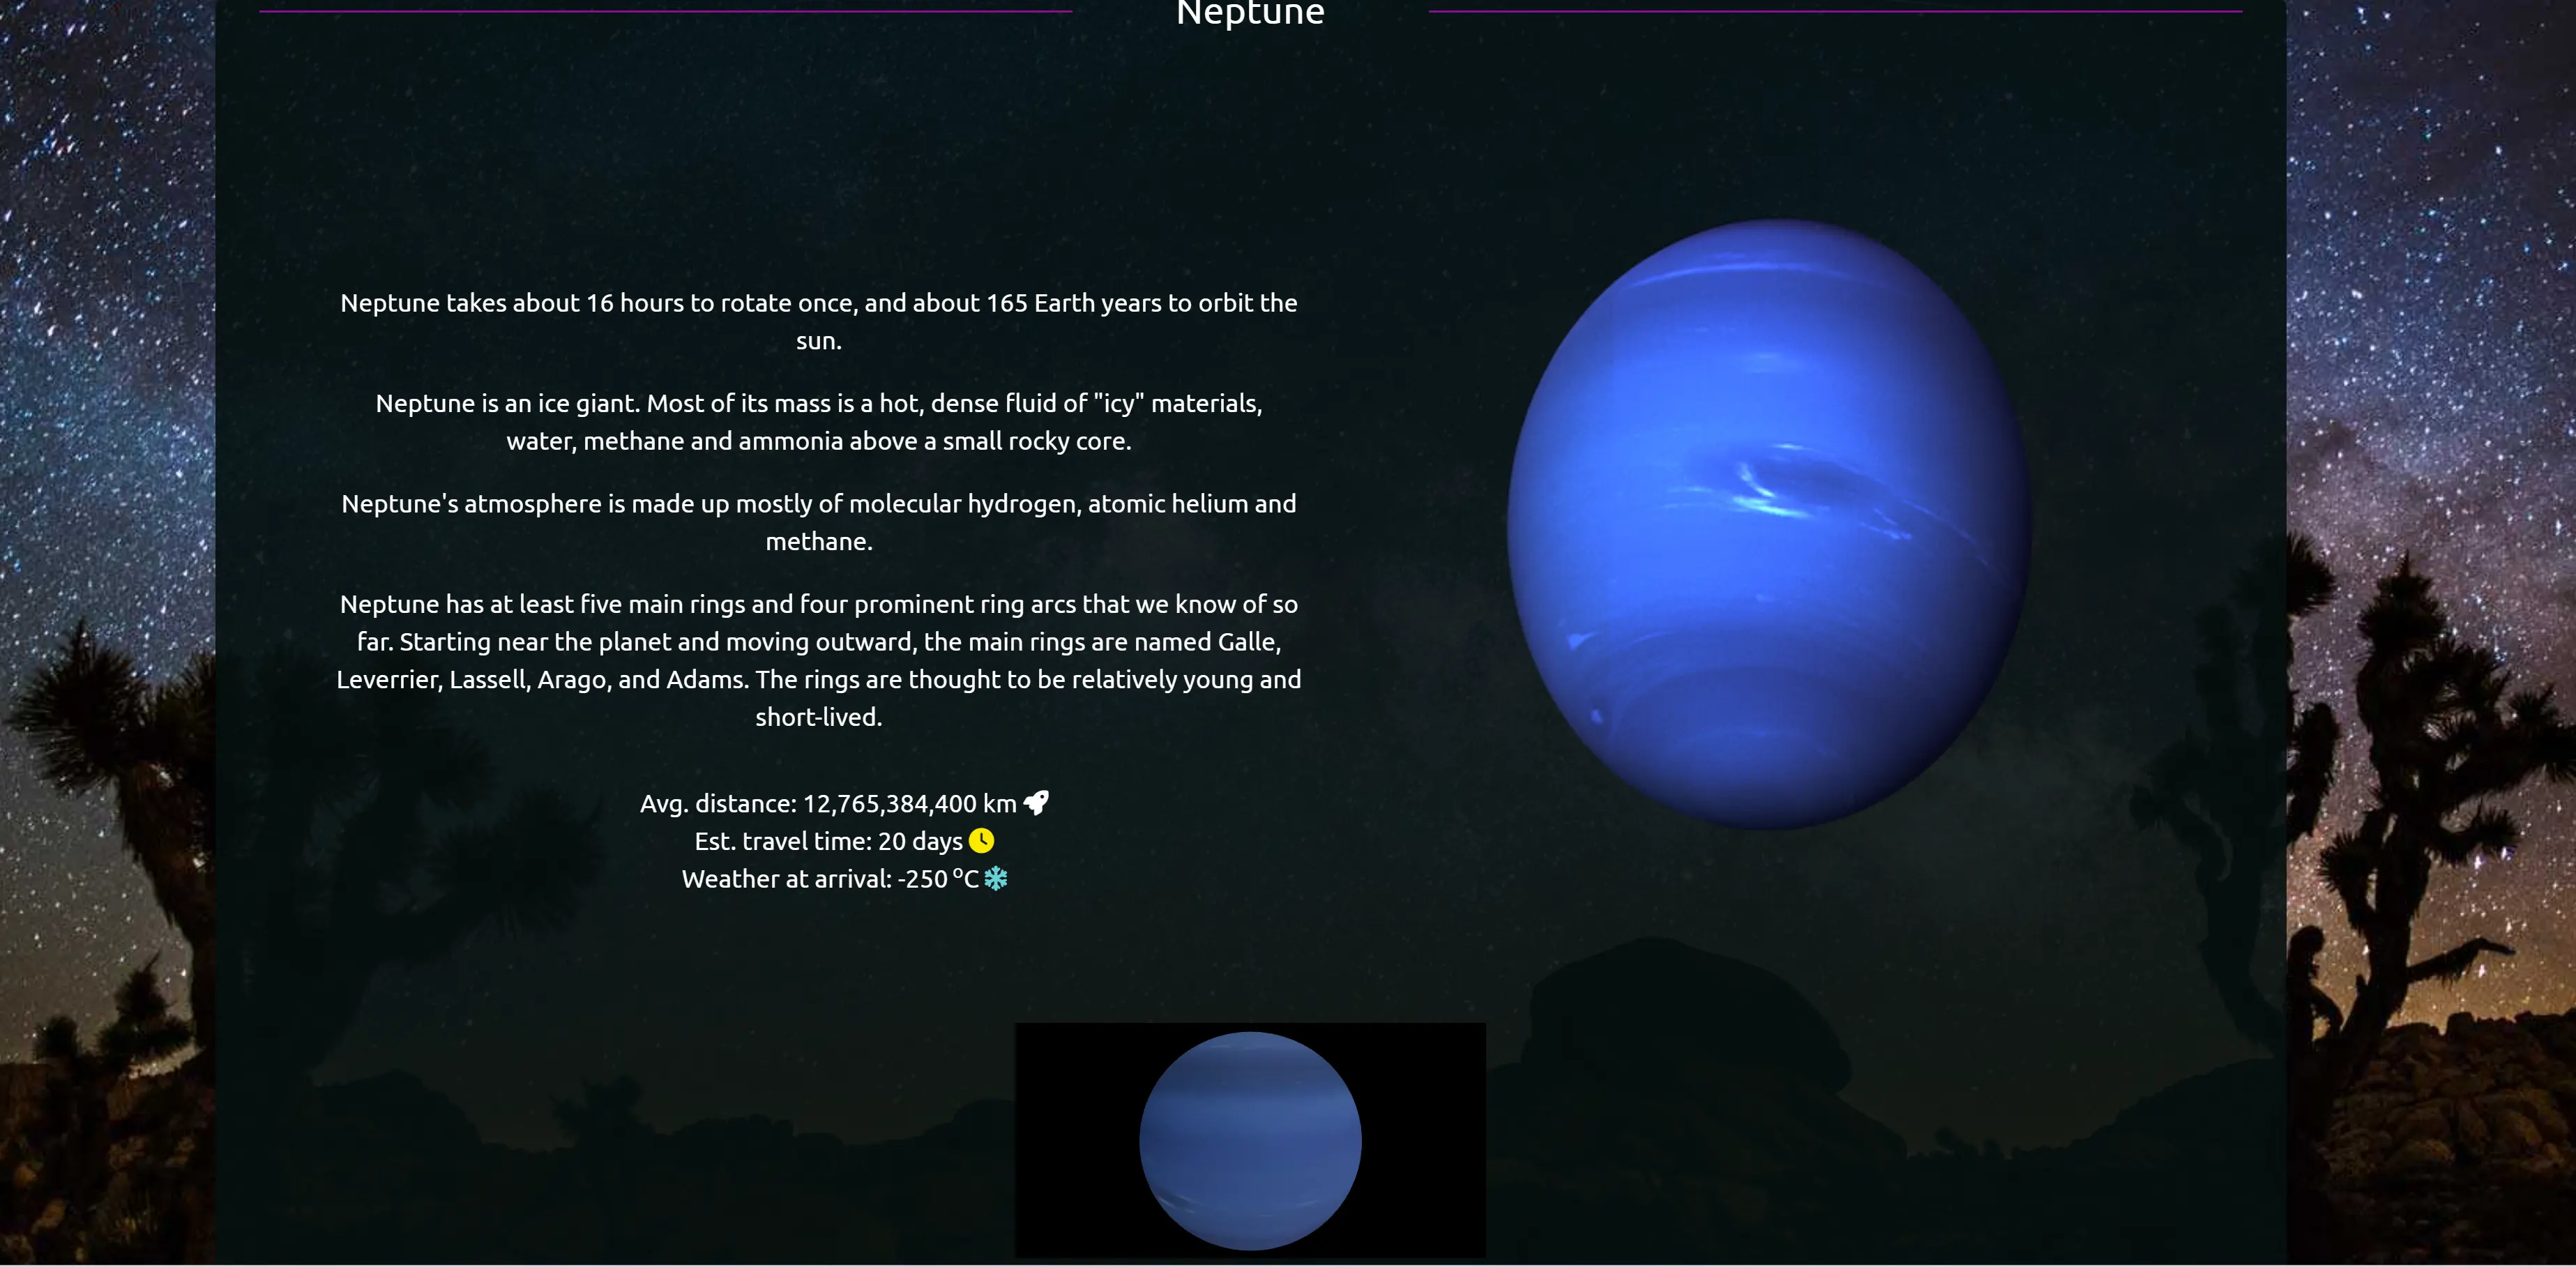 Neptune
Neptune takes about 16 hours to rotate once, and about 165 Earth years to orbit the
sun.
Neptune is an ice giant. Most of its mass is a hot, dense fluid of "icy" materials,
water, methane and ammonia above a small rocky core.
Neptune's atmosphere is made up mostly of molecular hydrogen, atomic helium and
methane.
Neptune has at least five main rings and four prominent ring arcs that we know of so
far. Starting near the planet and moving outward, the main rings are named Galle,
Leverrier, Lassell, Arago, and Adams. The rings are thought to be relatively young and
short-lived.
Avg. distance: 12,765,384,400 km
Est. travel time: 20 days
Weather at arrival: -250 ºC